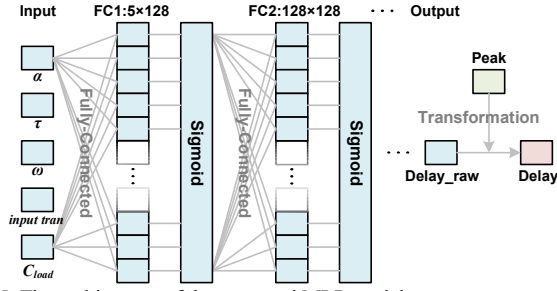 Input FC1:5×128 FC2:128×128 · · · Output
α
τ
ω
input tran
C_load
Fully-Connected
Sigmoid
Fully-Connected
Sigmoid
Peak
Transformation
Delay_raw
Delay